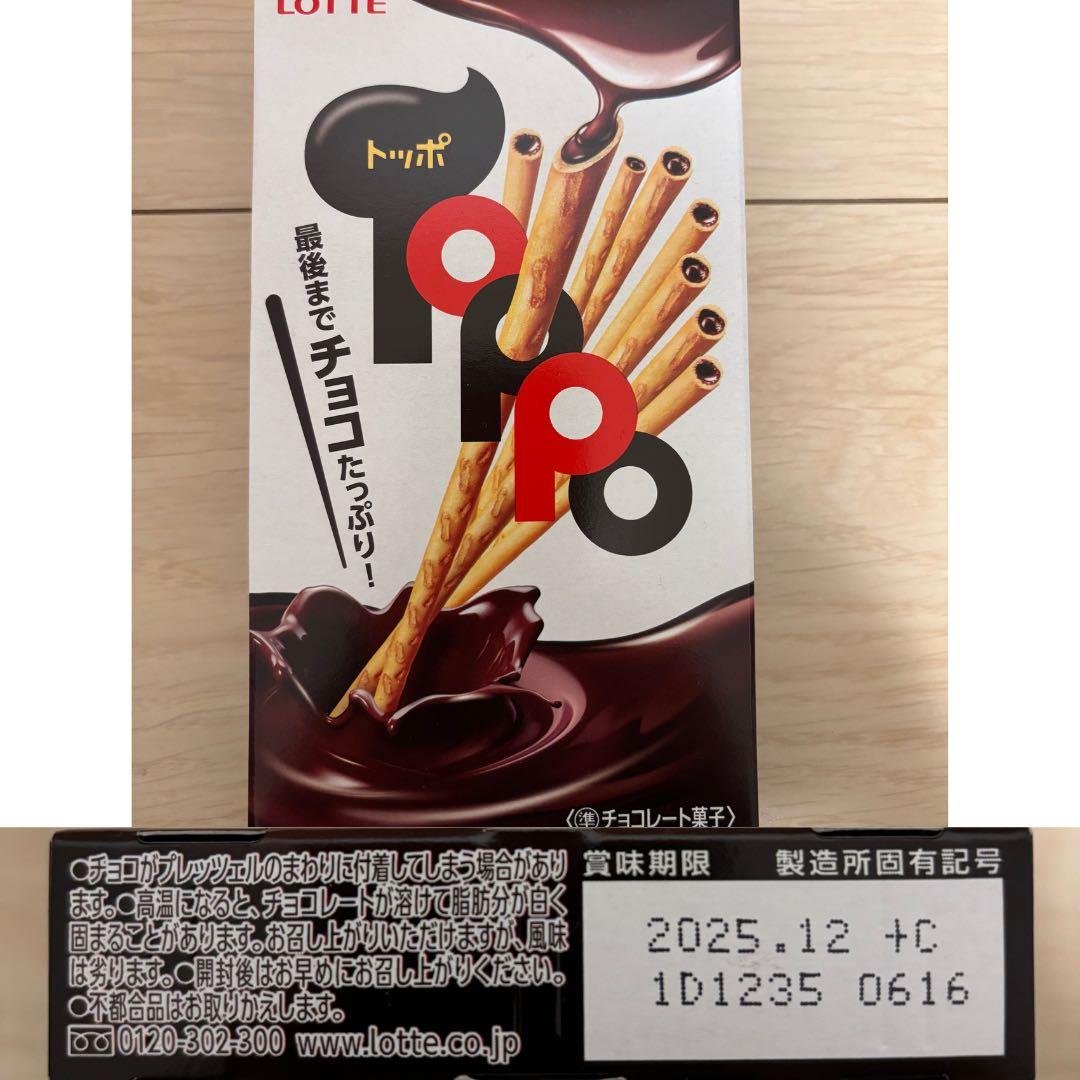 LOTTE
トッポ
TOPPO
最後までチョコたっぷり！
〈準チョコレート菓子〉
●チョコがプレッツェルのまわりに付着してしまう場合があり
ます。●高温になると、チョコレートが溶けて脂肪分が白く
固まることがあります。お召し上がりいただけますが、風味
は劣ります。●開封後はお早めにお召し上がりください。
●不都合品はお取りかえします。
0120-302-300 www.lotte.co.jp
賞味期限 製造所固有記号
2025.12 +C
1D1235 0616